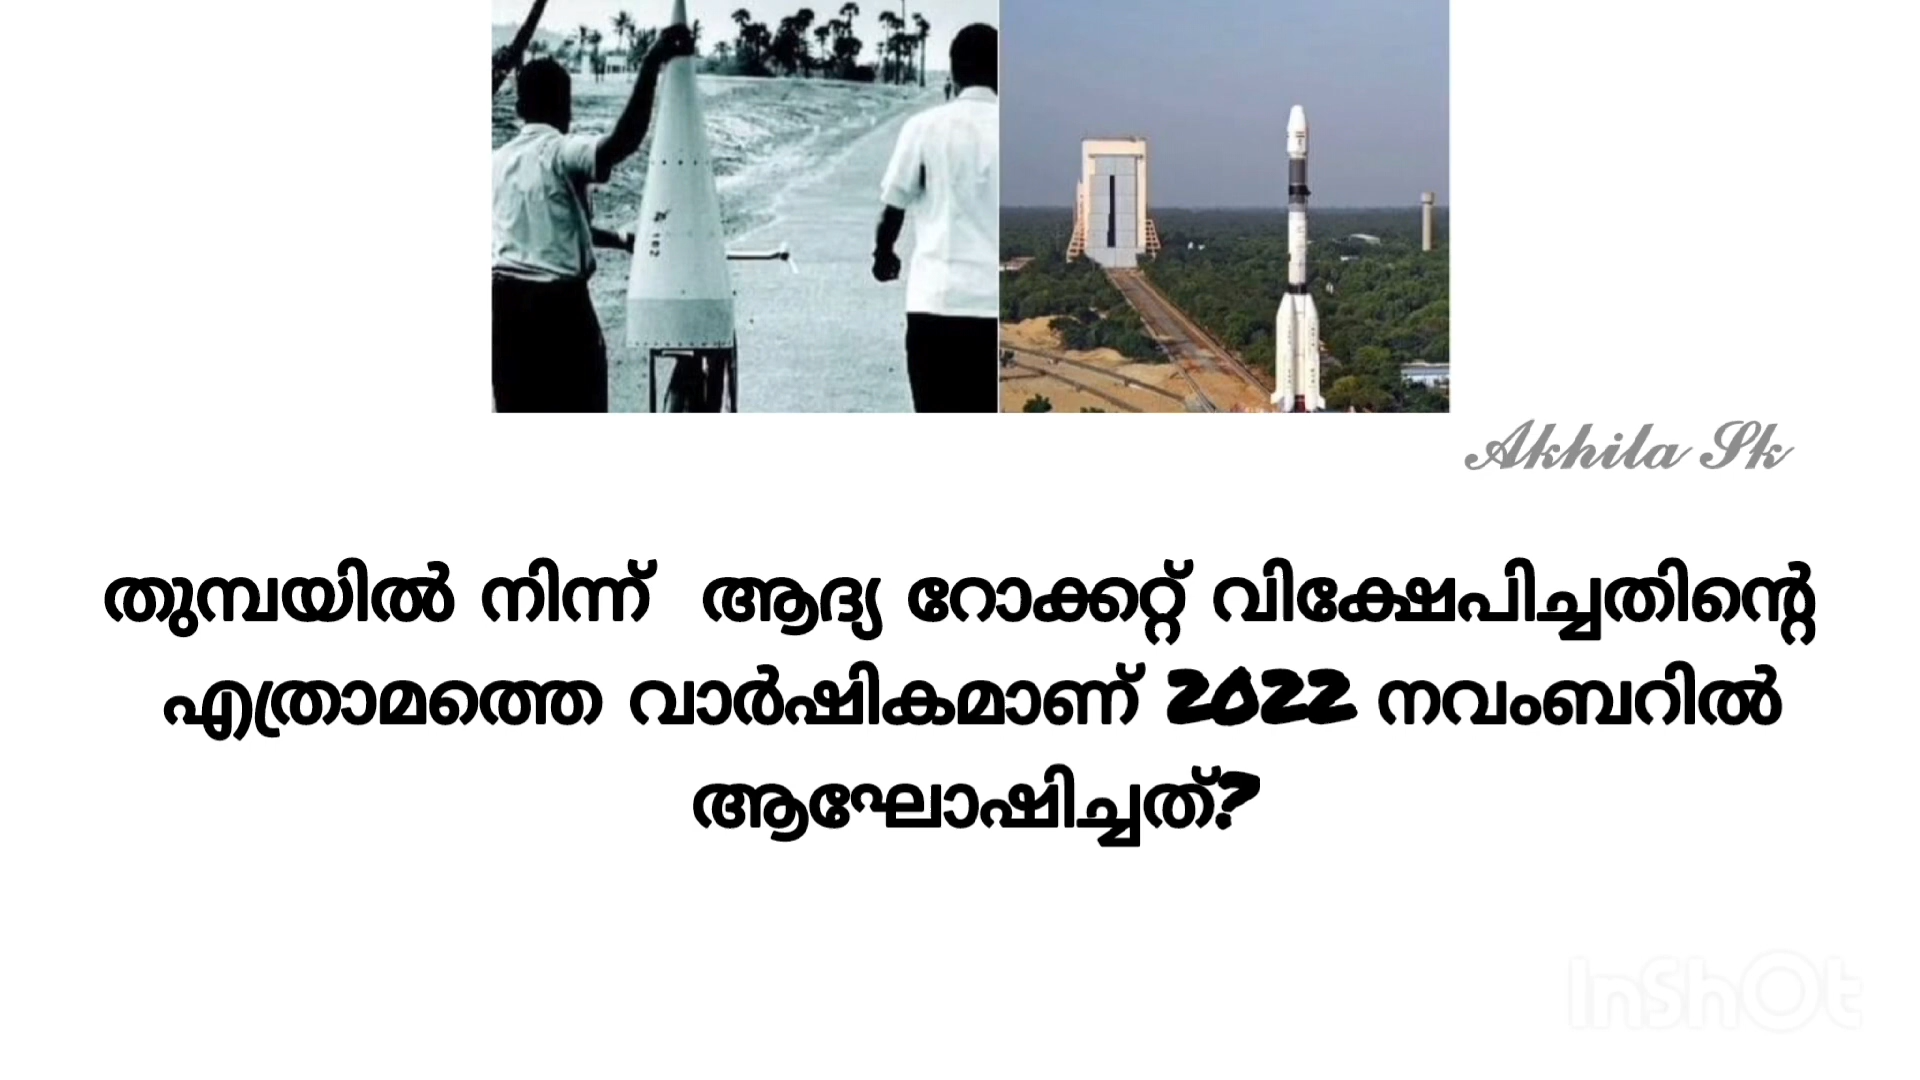 Akhila Sk
തുമ്പയിൽ നിന്ന് ആദ്യ റോക്കറ്റ് വിക്ഷേപിച്ചതിന്റെ
എത്രാമത്തെ വാർഷികമാണ് 2022 നവംബറിൽ
ആഘോഷിച്ചത്?
InShOt